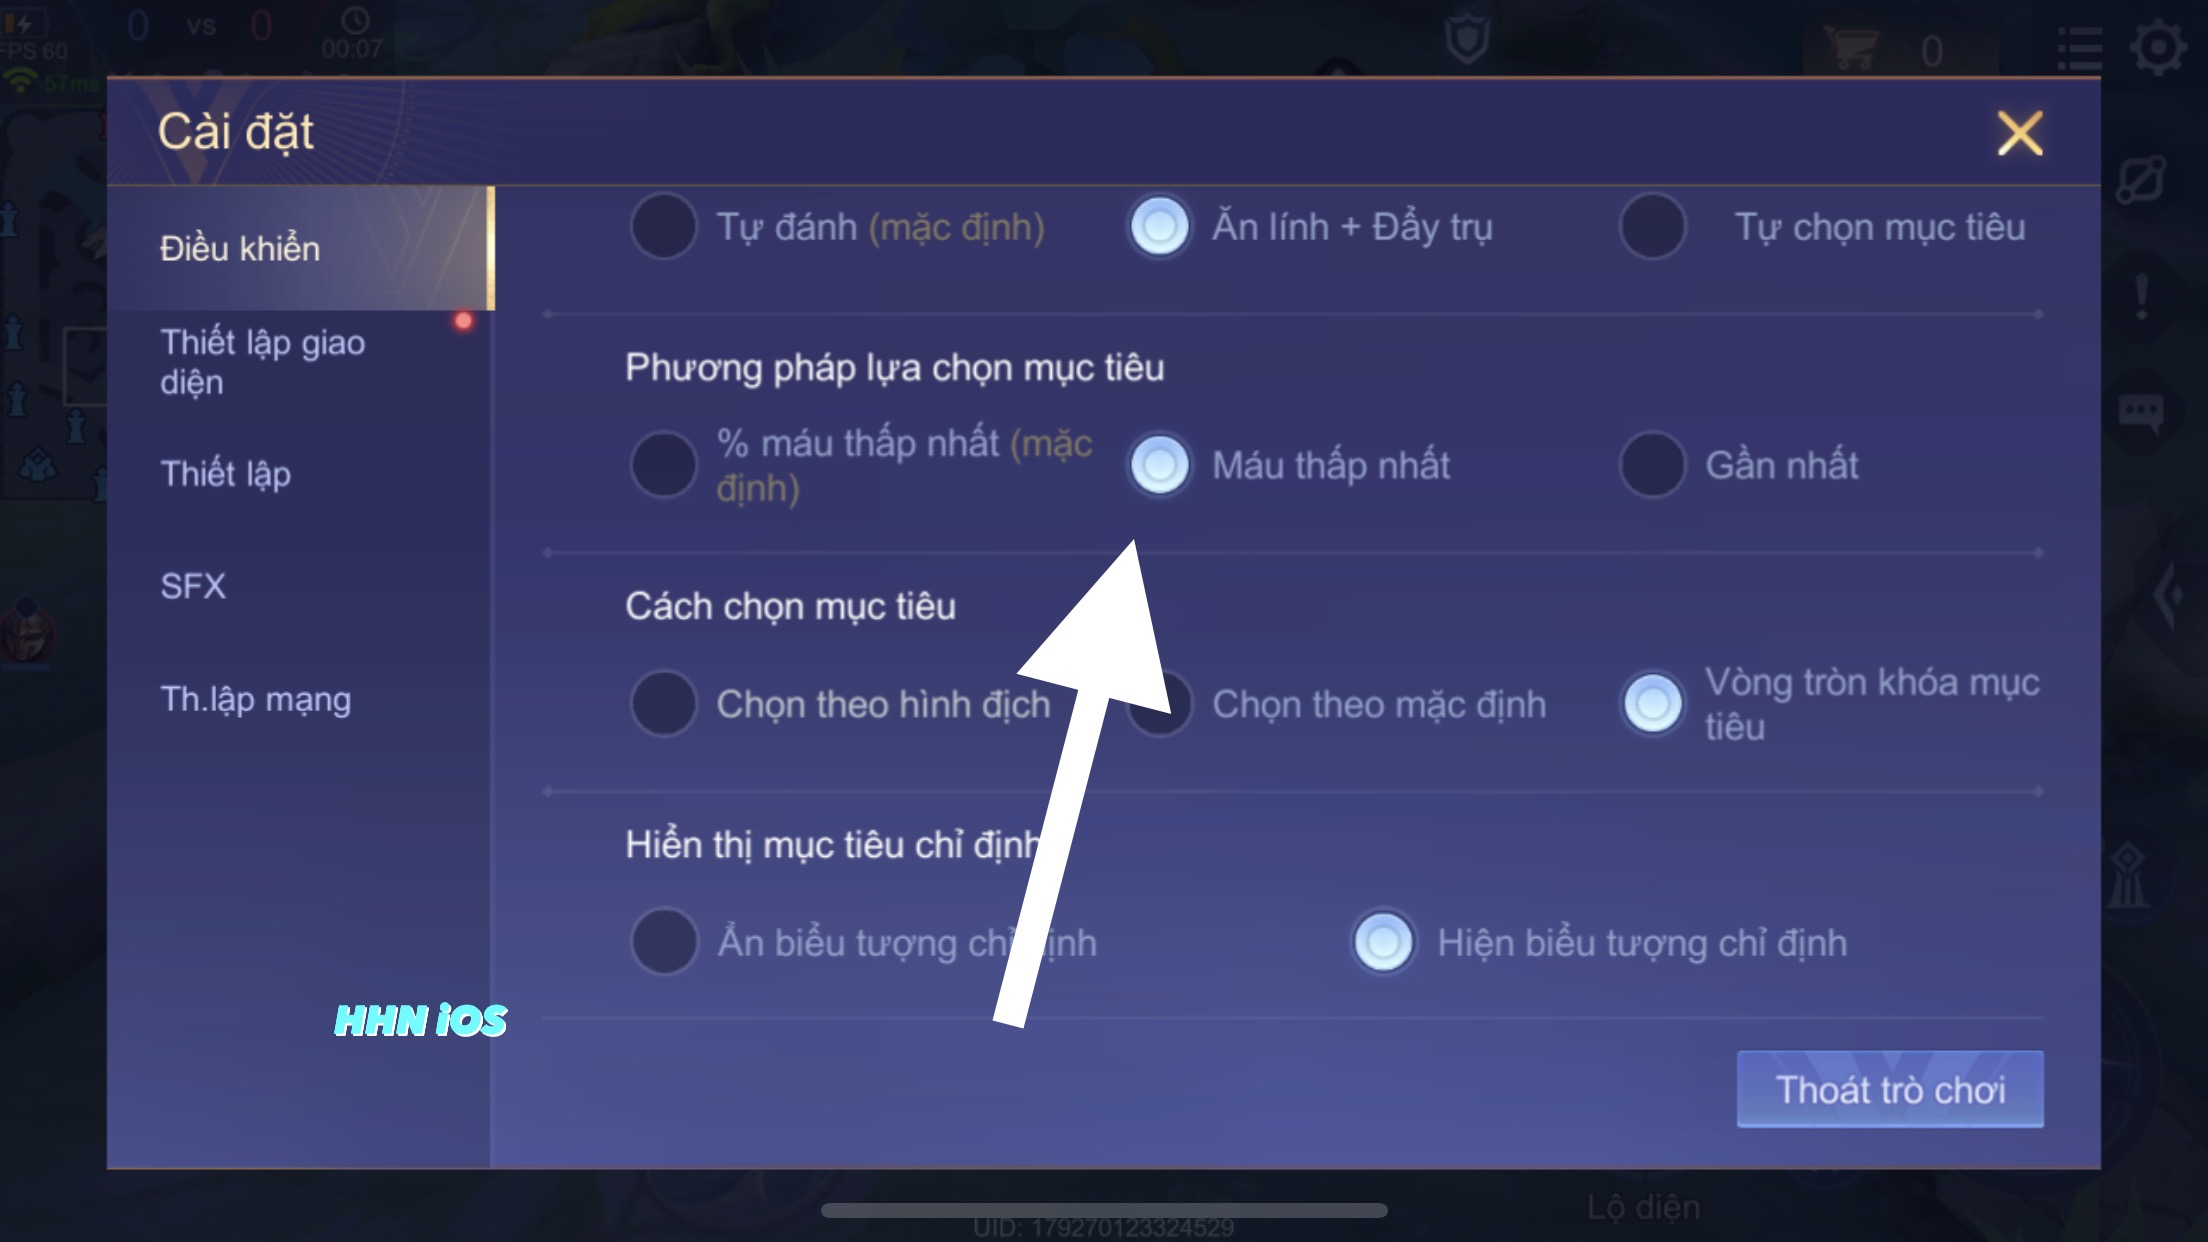 0 vs 0
FPS 60
00:07
57ms
0
Cài đặt
Điều khiển
Thiết lập giao
diện
Thiết lập
SFX
Th.lập mạng
Tự đánh (mặc định)
Ăn lính + Đẩy trụ
Tự chọn mục tiêu
Phương pháp lựa chọn mục tiêu
% máu thấp nhất (mặc
định)
Máu thấp nhất
Gần nhất
Cách chọn mục tiêu
Chọn theo hình địch
Chọn theo mặc định
Vòng tròn khóa mục
tiêu
Hiển thị mục tiêu chỉ định
Ẩn biểu tượng chỉ định
Hiện biểu tượng chỉ định
HHN iOS
Thoát trò chơi
Lộ diện
UID: 179270123324529